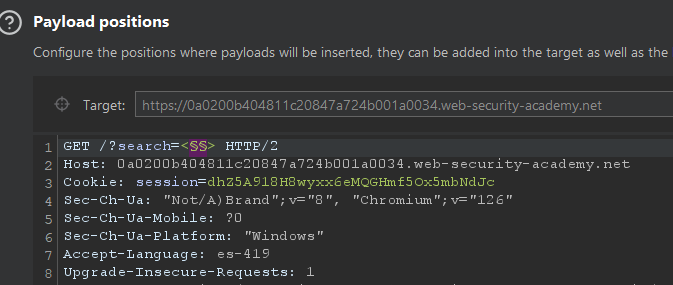 ?
Payload positions
Configure the positions where payloads will be inserted, they can be added into the target as well as the
Target: https://0a0200b404811c20847a724b001a0034.web-security-academy.net
1 GET /?search=<§§> HTTP/2
2 Host: 0a0200b404811c20847a724b001a0034.web-security-academy.net
3 Cookie: session=dhZ5A918H8wyxx6eMQGHmf5Ox5mbNdJc
4 Sec-Ch-Ua: "Not/A)Brand";v="8", "Chromium";v="126"
5 Sec-Ch-Ua-Mobile: ?0
6 Sec-Ch-Ua-Platform: "Windows"
7 Accept-Language: es-419
8 Upgrade-Insecure-Requests: 1